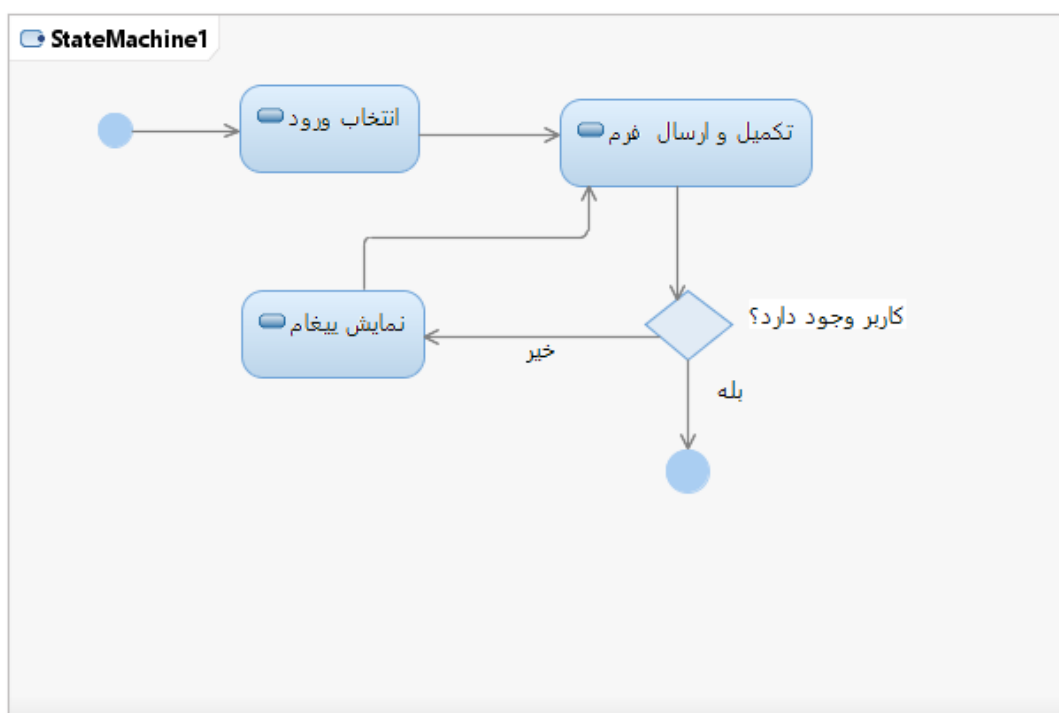 StateMachine1
انتخاب ورود
تکمیل و ارسال فرم
نمایش پیغام
کاربر وجود دارد؟
خیر
بله